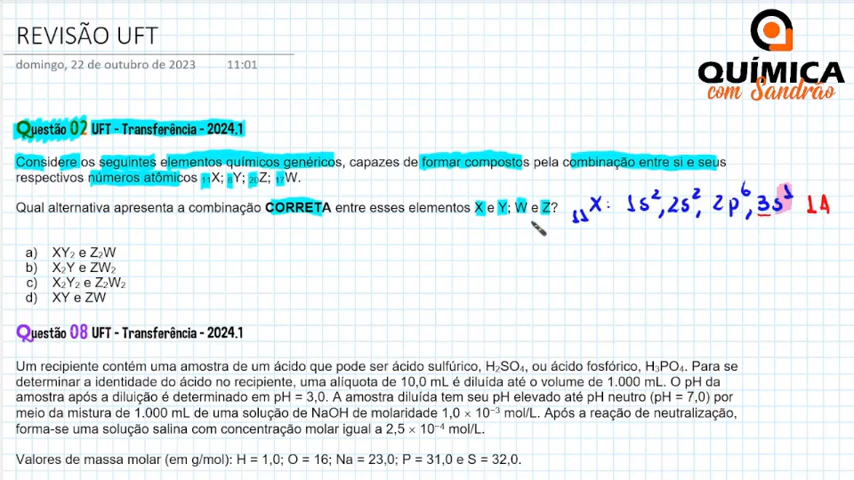 REVISÃO UFT
domingo, 22 de outubro de 2023 11:01
QUÍMICA
com Sandrão
Questão 02 UFT - Transferência - 2024.1
Considere os seguintes elementos químicos genéricos, capazes de formar compostos pela combinação entre si e seus
respectivos números atômicos ₁₁X; ₈Y; ₂₀Z; ₁₇W.
Qual alternativa apresenta a combinação CORRETA entre esses elementos X e Y; W e Z?
₁₁X: 1s², 2s², 2p⁶, 3s¹ 1A
a) XY₂ e Z₂W
b) X₂Y e ZW₂
c) X₂Y₂ e Z₂W₂
d) XY e ZW
Questão 08 UFT - Transferência - 2024.1
Um recipiente contém uma amostra de um ácido que pode ser ácido sulfúrico, H₂SO₄, ou ácido fosfórico, H₃PO₄. Para se
determinar a identidade do ácido no recipiente, uma alíquota de 10,0 mL é diluída até o volume de 1.000 mL. O pH da
amostra após a diluição é determinado em pH = 3,0. A amostra diluída tem seu pH elevado até pH neutro (pH = 7,0) por
meio da mistura de 1.000 mL de uma solução de NaOH de molaridade 1,0 × 10⁻³ mol/L. Após a reação de neutralização,
forma-se uma solução salina com concentração molar igual a 2,5 × 10⁻⁴ mol/L.
Valores de massa molar (em g/mol): H = 1,0; O = 16; Na = 23,0; P = 31,0 e S = 32,0.